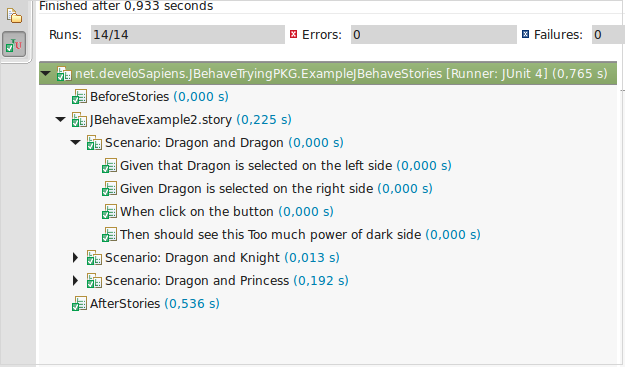 Finished after 0,933 seconds
Runs: 14/14 Errors: 0 Failures: 0
net.develoSapiens.JBehaveTryingPKG.ExampleJBehaveStories [Runner: JUnit 4] (0,765 s)
BeforeStories (0,000 s)
JBehaveExample2.story (0,225 s)
Scenario: Dragon and Dragon (0,000 s)
Given that Dragon is selected on the left side (0,000 s)
Given Dragon is selected on the right side (0,000 s)
When click on the button (0,000 s)
Then should see this Too much power of dark side (0,000 s)
Scenario: Dragon and Knight (0,013 s)
Scenario: Dragon and Princess (0,192 s)
AfterStories (0,536 s)